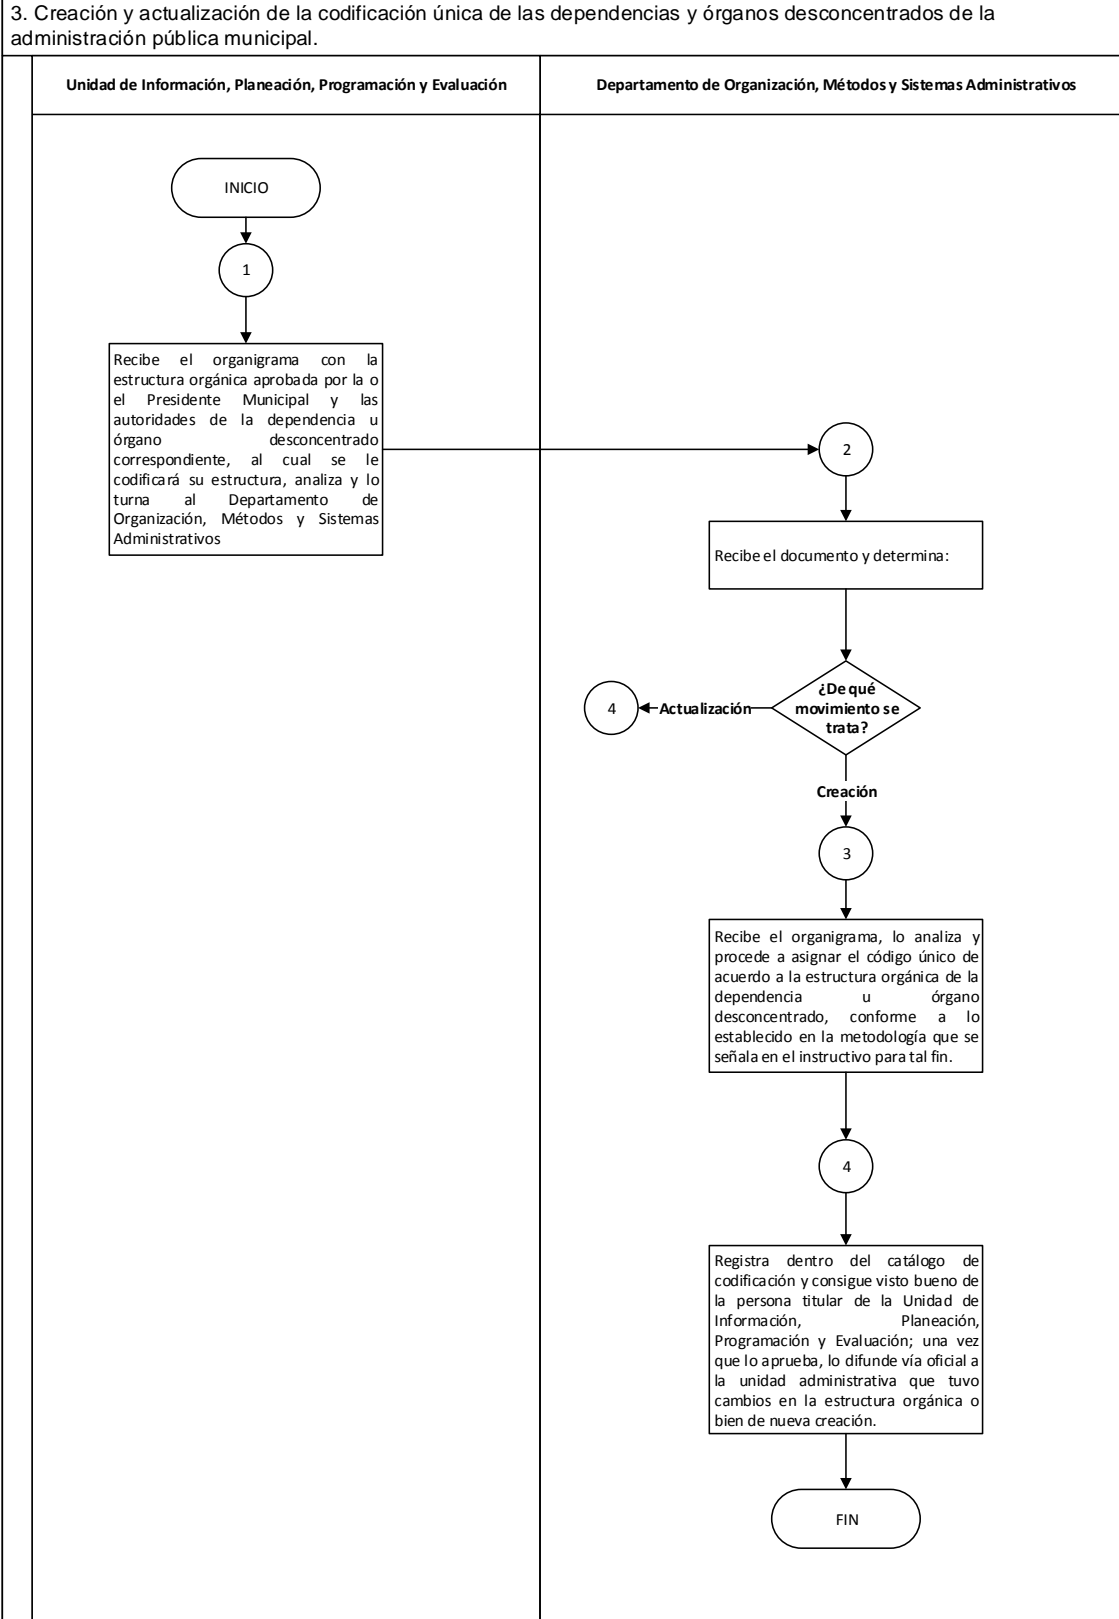 3. Creación y actualización de la codificación única de las dependencias y órganos desconcentrados de la
administración pública municipal.
Unidad de Información, Planeación, Programación y Evaluación
Departamento de Organización, Métodos y Sistemas Administrativos
INICIO
1
Recibe el organigrama con la
estructura orgánica aprobada por la o
el Presidente Municipal y las
autoridades de la dependencia u
órgano desconcentrado
correspondiente, al cual se le
codificará su estructura, analiza y lo
turna al Departamento de
Organización, Métodos y Sistemas
Administrativos
2
Recibe el documento y determina:
¿De qué
movimiento se
trata?
Actualización
4
Creación
3
Recibe el organigrama, lo analiza y
procede a asignar el código único de
acuerdo a la estructura orgánica de la
dependencia u órgano
desconcentrado, conforme a lo
establecido en la metodología que se
señala en el instructivo para tal fin.
4
Registra dentro del catálogo de
codificación y consigue visto bueno de
la persona titular de la Unidad de
Información, Planeación,
Programación y Evaluación; una vez
que lo aprueba, lo difunde vía oficial a
la unidad administrativa que tuvo
cambios en la estructura orgánica o
bien de nueva creación.
FIN